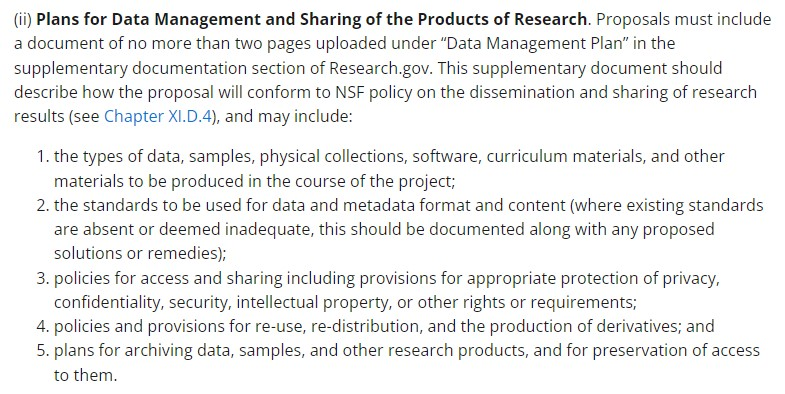 (ii) Plans for Data Management and Sharing of the Products of Research. Proposals must include
a document of no more than two pages uploaded under “Data Management Plan” in the
supplementary documentation section of Research.gov. This supplementary document should
describe how the proposal will conform to NSF policy on the dissemination and sharing of research
results (see Chapter XI.D.4), and may include:
1. the types of data, samples, physical collections, software, curriculum materials, and other
materials to be produced in the course of the project;
2. the standards to be used for data and metadata format and content (where existing standards
are absent or deemed inadequate, this should be documented along with any proposed
solutions or remedies);
3. policies for access and sharing including provisions for appropriate protection of privacy,
confidentiality, security, intellectual property, or other rights or requirements;
4. policies and provisions for re-use, re-distribution, and the production of derivatives; and
5. plans for archiving data, samples, and other research products, and for preservation of access
to them.